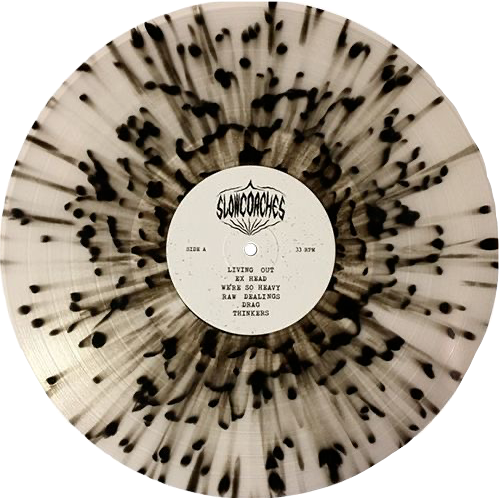 SLOWCOACHES
SIDE A
33 RPM
LIVING OUT
EX HEAD
WE'RE SO HEAVY
RAW DEALINGS
DRAG
THINKERS